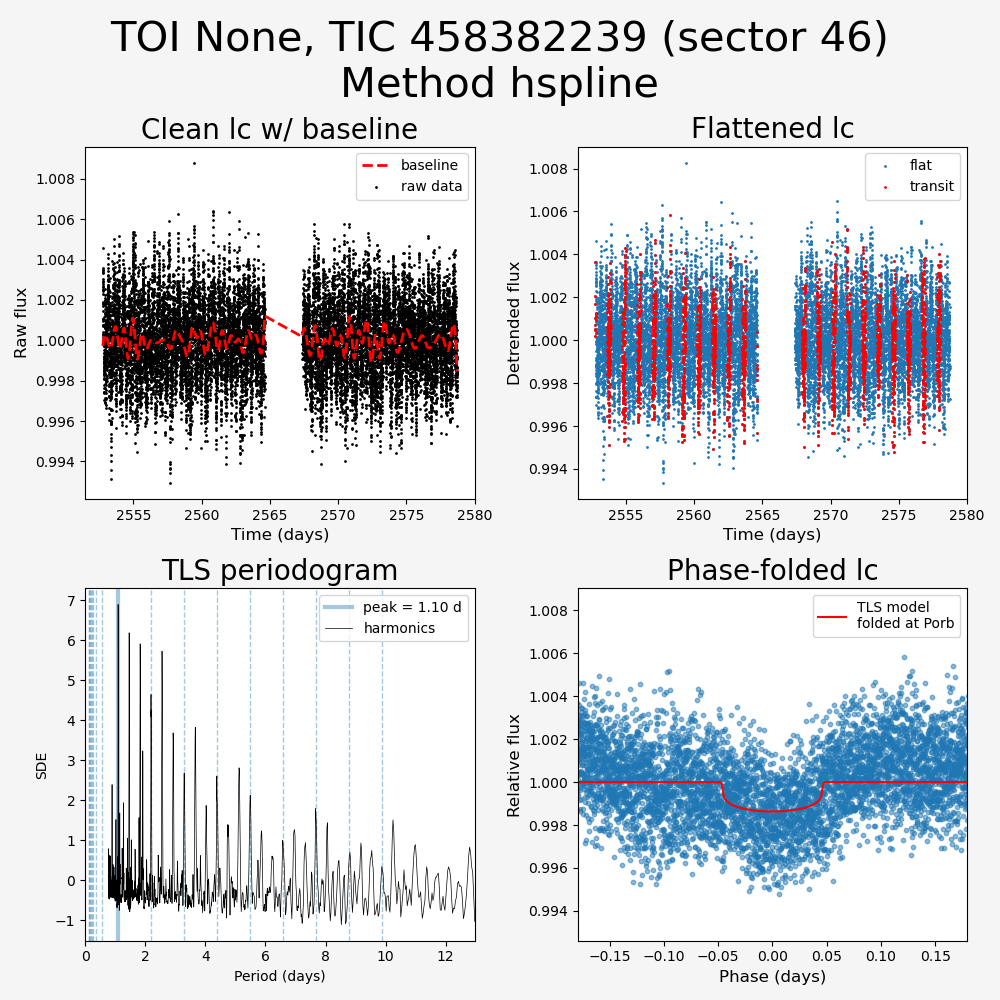 TOI None, TIC 458382239 (sector 46)
Method hspline
Clean lc w/ baseline
Flattened lc
baseline
raw data
flat
transit
1.008
1.006
1.004
1.002
1.000
0.998
0.996
0.994
Raw flux
2555
2560
2565
2570
2575
2580
Time (days)
1.008
1.006
1.004
1.002
1.000
0.998
0.996
0.994
Detrended flux
2555
2560
2565
2570
2575
2580
Time (days)
TLS periodogram
Phase-folded lc
peak = 1.10 d
harmonics
TLS model
folded at Porb
7
6
5
4
3
2
1
0
−1
SDE
0
2
4
6
8
10
12
Period (days)
1.008
1.006
1.004
1.002
1.000
0.998
0.996
0.994
Relative flux
−0.15
−0.10
−0.05
0.00
0.05
0.10
0.15
Phase (days)